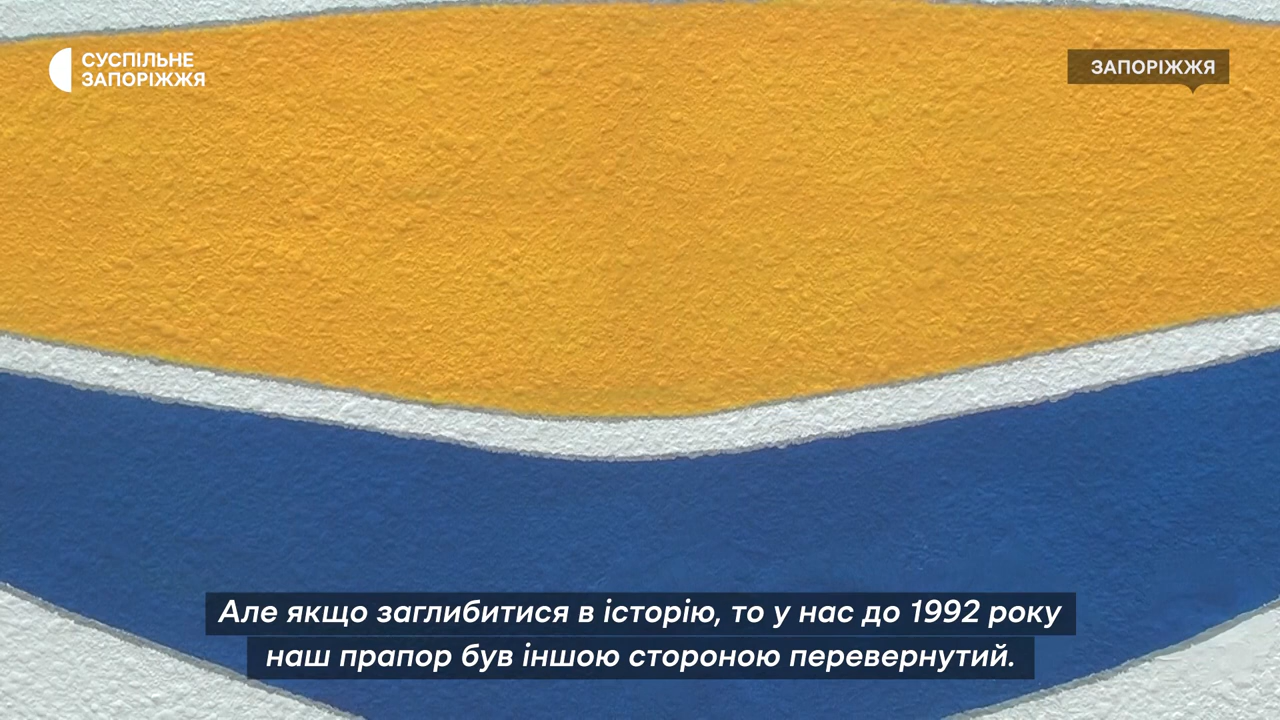 СУСПІЛЬНЕ
ЗАПОРІЖЖЯ
ЗАПОРІЖЖЯ
Але якщо заглибитися в історію, то у нас до 1992 року
наш прапор був іншою стороною перевернутий.